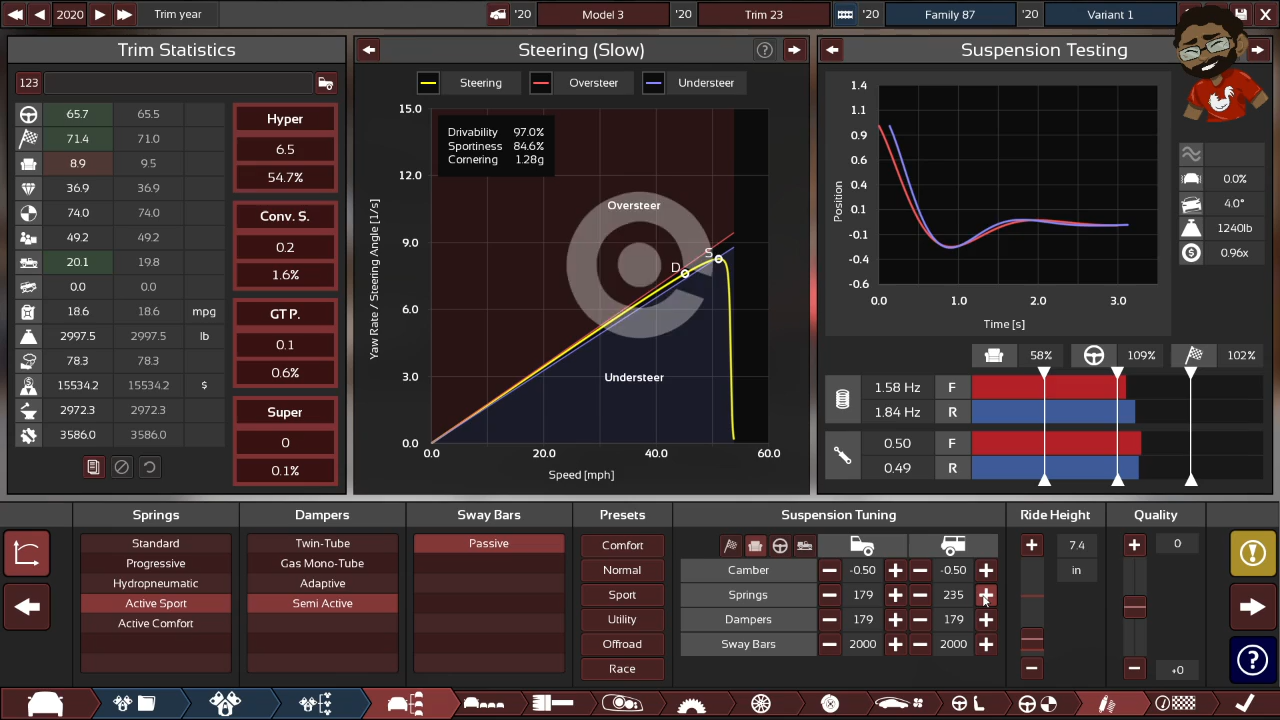 2020
Trim year
'20
Model 3
'20
Trim 23
'20
Family 87
'20
Variant 1
Trim Statistics
123
65.7 65.5
71.4 71.0
8.9 9.5
36.9 36.9
74.0 74.0
49.2 49.2
20.1 19.8
0.0 0.0
18.6 18.6 mpg
2997.5 2997.5 lb
78.3 78.3
15534.2 15534.2 $
2972.3 2972.3
3586.0 3586.0
Hyper
6.5
54.7%
Conv. S.
0.2
1.6%
GT P.
0.1
0.6%
Super
0
0.1%
Steering (Slow)
?
Steering
Oversteer
Understeer
Drivability 97.0%
Sportiness 84.6%
Cornering 1.28g
15.0
12.0
9.0
6.0
3.0
0.0
Yaw Rate / Steering Angle [1/s]
Oversteer
D
S
Understeer
0.0 20.0 40.0 60.0
Speed [mph]
Suspension Testing
1.4
1.1
0.9
0.6
0.4
0.1
-0.1
-0.4
-0.6
Position
0.0 1.0 2.0 3.0
Time [s]
0.0%
4.0°
1240lb
0.96x
58% 109% 102%
1.58 Hz F
1.84 Hz R
0.50 F
0.49 R
Springs
Standard
Progressive
Hydropneumatic
Active Sport
Active Comfort
Dampers
Twin-Tube
Gas Mono-Tube
Adaptive
Semi Active
Sway Bars
Passive
Presets
Comfort
Normal
Sport
Utility
Offroad
Race
Suspension Tuning
Camber -0.50 -0.50
Springs 179 235
Dampers 179 179
Sway Bars 2000 2000
Ride Height
7.4
in
Quality
0
+0
?